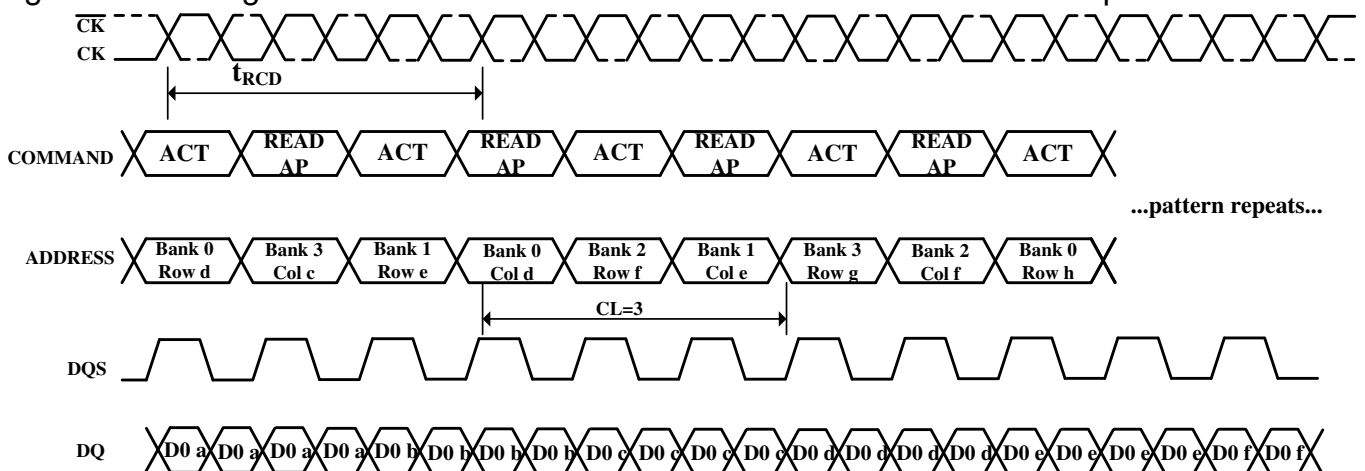 CK
CK
tRCD
COMMAND ACT READ AP ACT READ AP ACT READ AP ACT READ AP ACT
...pattern repeats...
ADDRESS Bank 0 Row d Bank 3 Col c Bank 1 Row e Bank 0 Col d Bank 2 Row f Bank 1 Col e Bank 3 Row g Bank 2 Col f Bank 0 Row h
CL=3
DQS
DQ D0 a D0 a D0 a D0 a D0 b D0 b D0 b D0 b D0 c D0 c D0 c D0 c D0 d D0 d D0 d D0 d D0 e D0 e D0 e D0 e D0 f D0 f